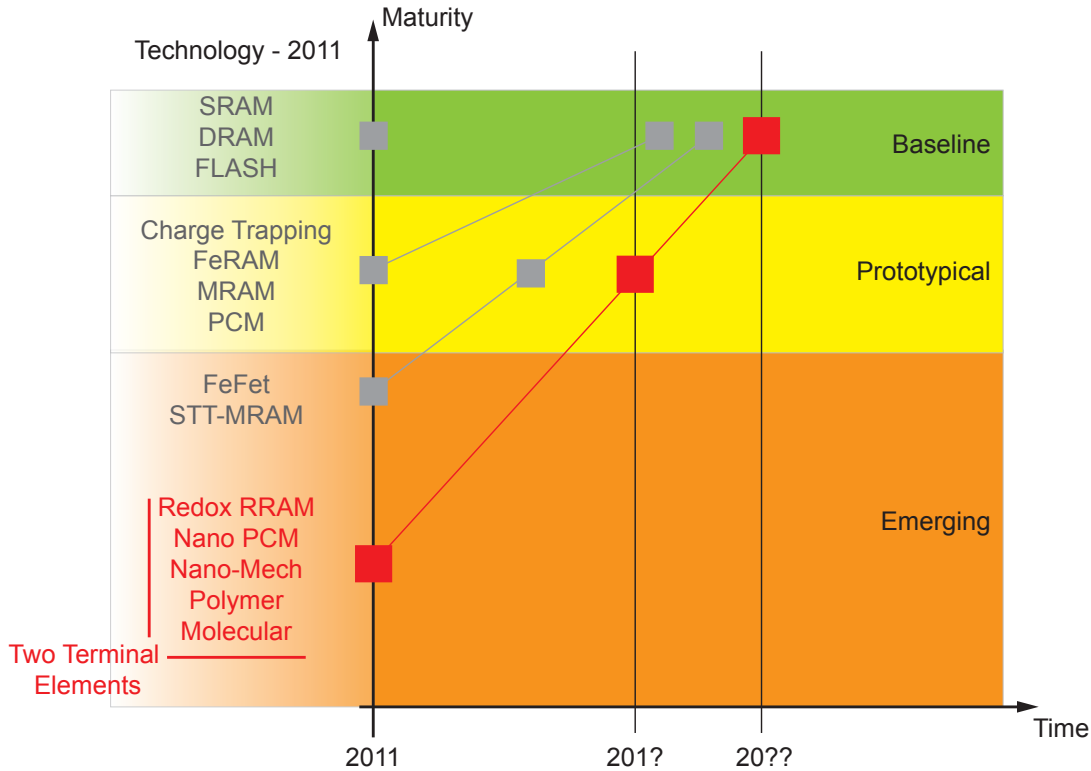 Maturity
Technology - 2011
SRAM
DRAM
FLASH
Baseline
Charge Trapping
FeRAM
MRAM
PCM
Prototypical
FeFet
STT-MRAM
Redox RRAM
Nano PCM
Nano-Mech
Polymer
Molecular
Emerging
Two Terminal
Elements
Time
2011
201?
20??